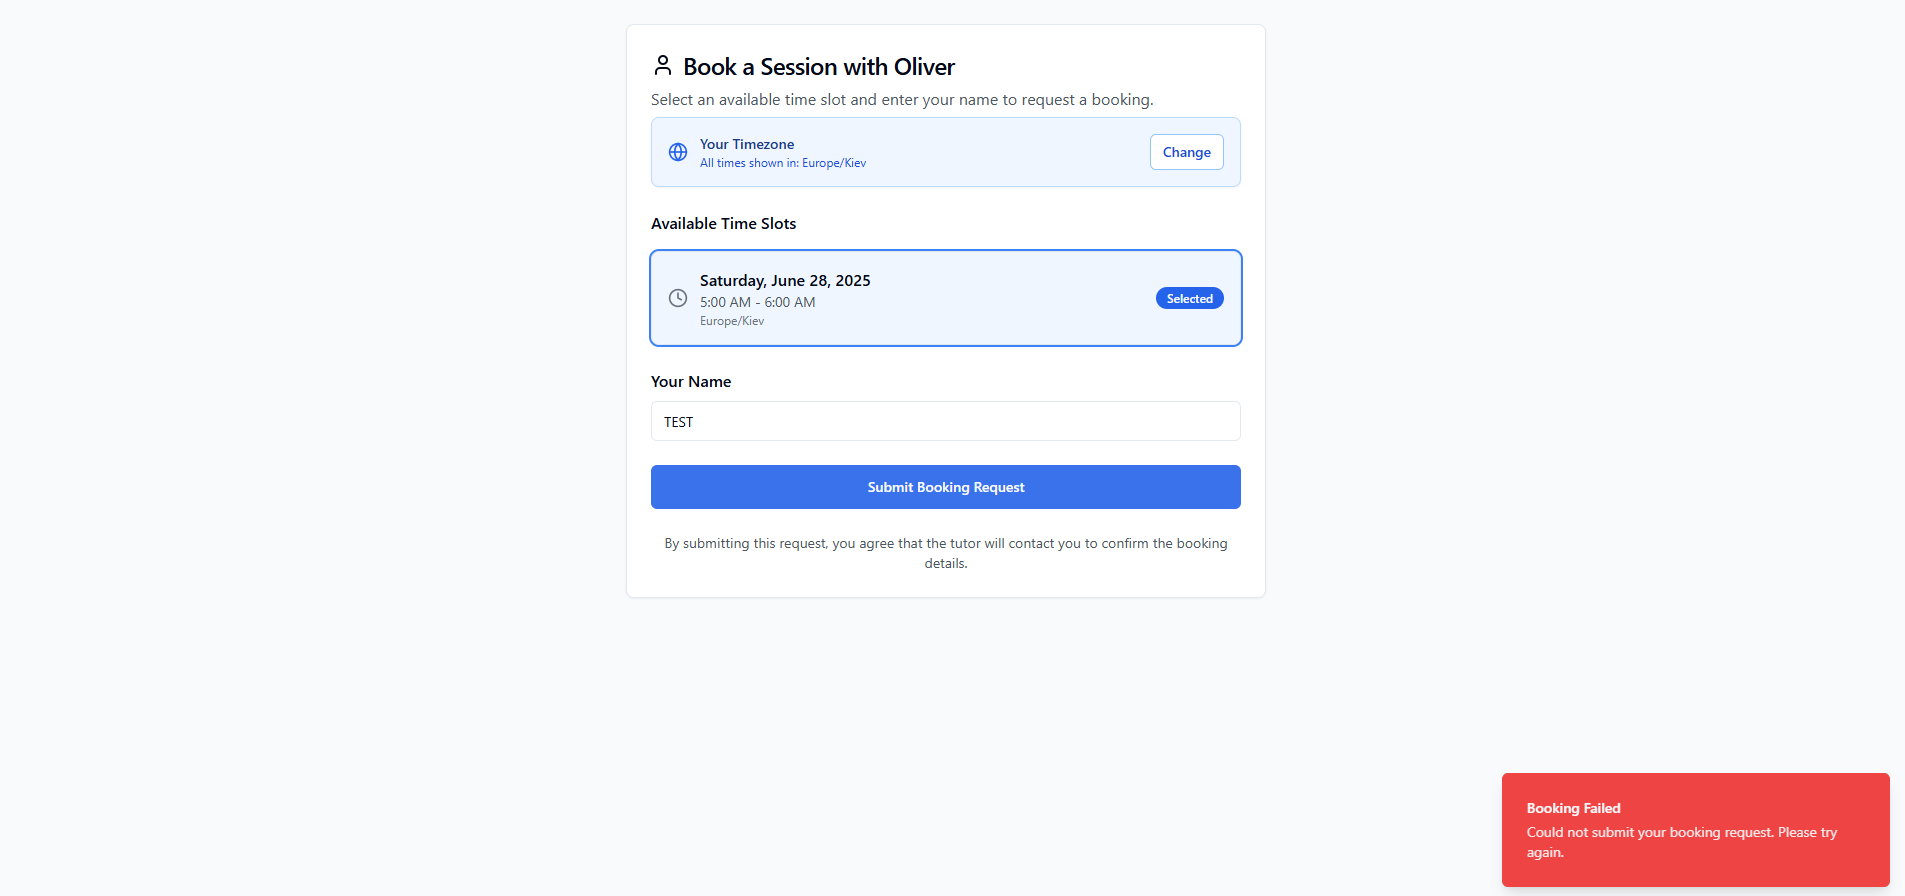 Book a Session with Oliver
Select an available time slot and enter your name to request a booking.
Your Timezone
All times shown in: Europe/Kiev
Change
Available Time Slots
Saturday, June 28, 2025
5:00 AM - 6:00 AM
Europe/Kiev
Selected
Your Name
TEST
Submit Booking Request
By submitting this request, you agree that the tutor will contact you to confirm the booking
details.
Booking Failed
Could not submit your booking request. Please try
again.